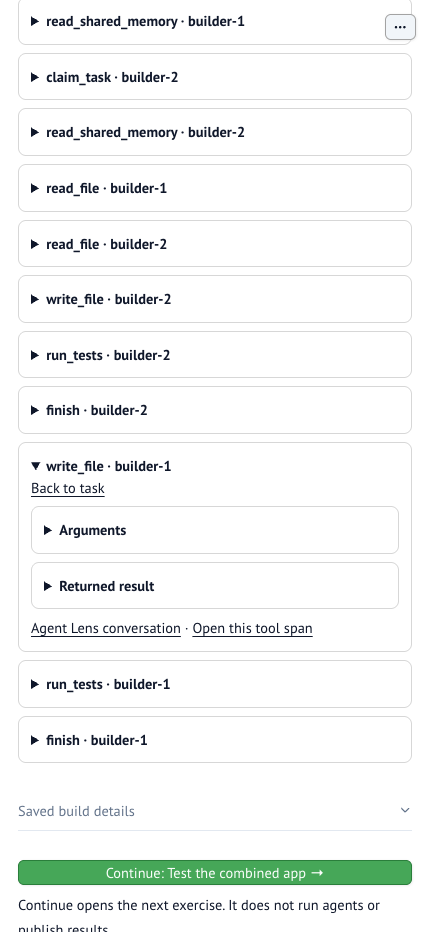 ▶ read_shared_memory · builder-1
...
▶ claim_task · builder-2
▶ read_shared_memory · builder-2
▶ read_file · builder-1
▶ read_file · builder-2
▶ write_file · builder-2
▶ run_tests · builder-2
▶ finish · builder-2
▼ write_file · builder-1
Back to task
▶ Arguments
▶ Returned result
Agent Lens conversation · Open this tool span
▶ run_tests · builder-1
▶ finish · builder-1
Saved build details
Continue: Test the combined app →
Continue opens the next exercise. It does not run agents or
publish results